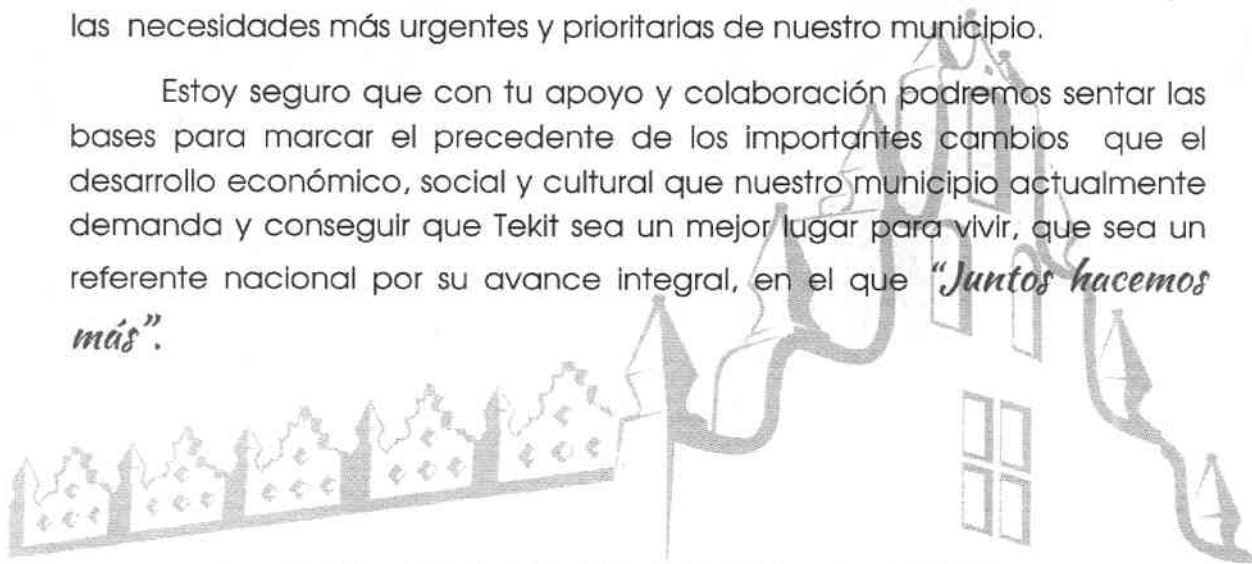 las necesidades más urgentes y prioritarias de nuestro municipio.
Estoy seguro que con tu apoyo y colaboración podremos sentar las
bases para marcar el precedente de los importantes cambios que el
desarrollo económico, social y cultural que nuestro municipio actualmente
demanda y conseguir que Tekit sea un mejor lugar para vivir, que sea un
referente nacional por su avance integral, en el que "Juntos hacemos
más".